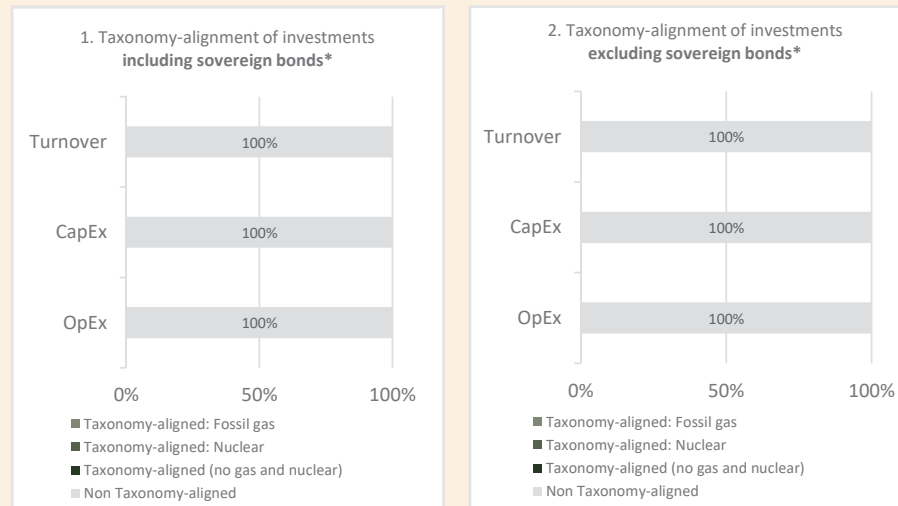 1. Taxonomy-alignment of investments
including sovereign bonds*
Turnover
100%
CapEx
100%
OpEx
100%
0%
50%
100%
Taxonomy-aligned: Fossil gas
Taxonomy-aligned: Nuclear
Taxonomy-aligned (no gas and nuclear)
Non Taxonomy-aligned
2. Taxonomy-alignment of investments
excluding sovereign bonds*
Turnover
100%
CapEx
100%
OpEx
100%
0%
50%
100%
Taxonomy-aligned: Fossil gas
Taxonomy-aligned: Nuclear
Taxonomy-aligned (no gas and nuclear)
Non Taxonomy-aligned